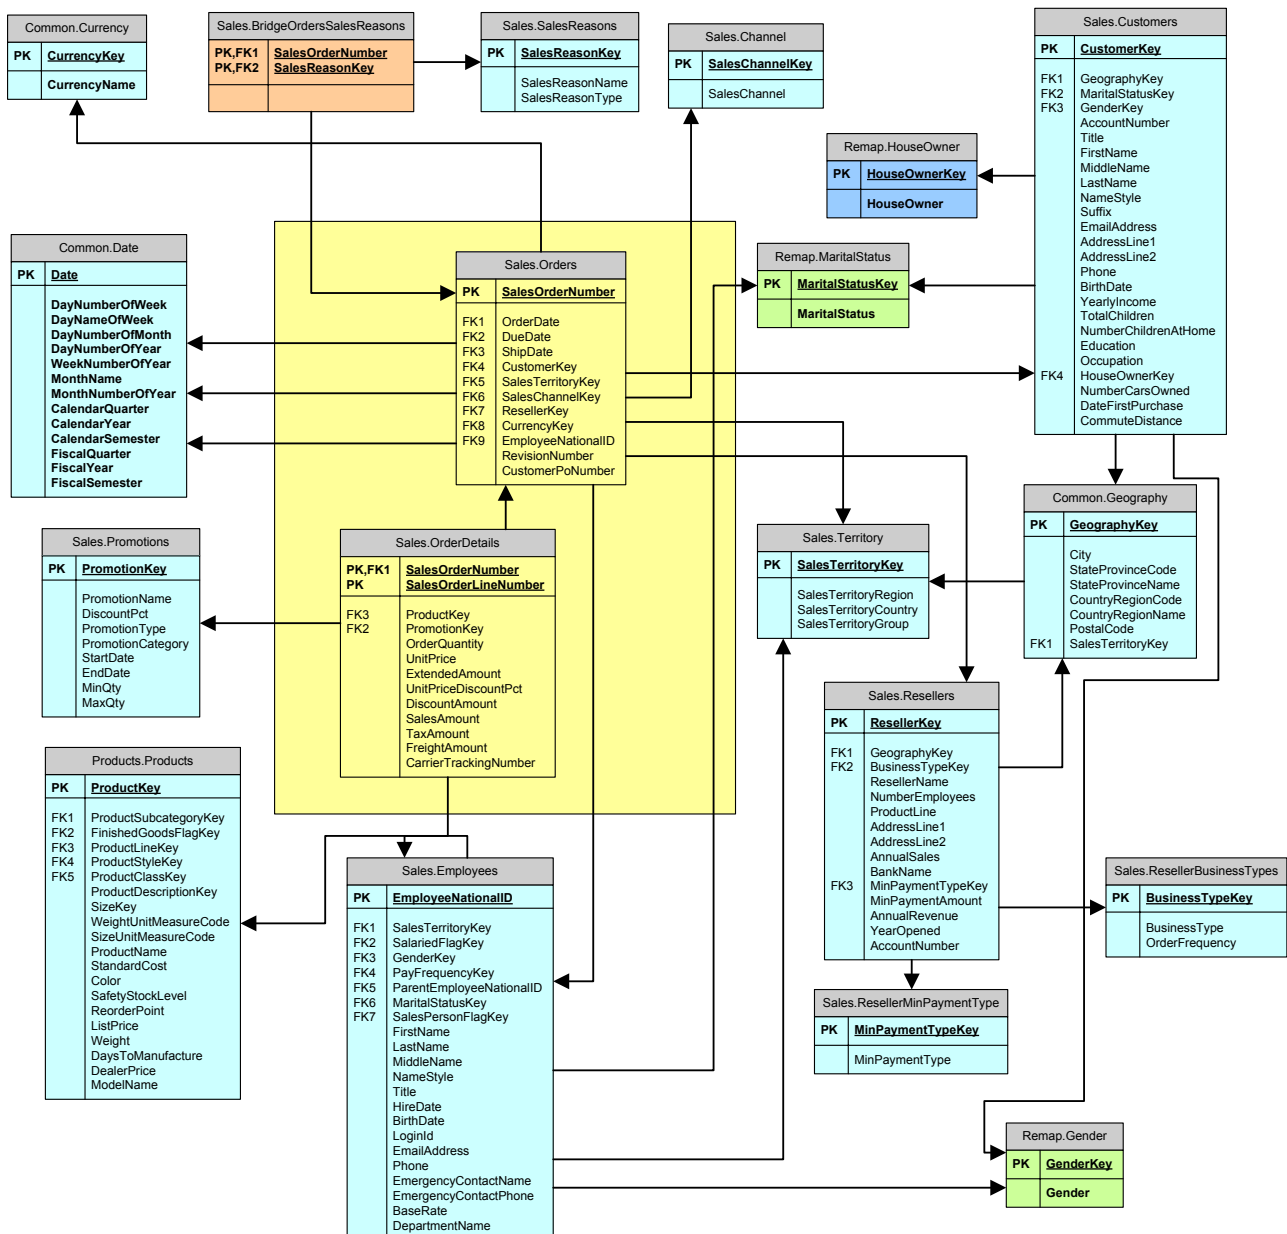 Common.Currency
PK CurrencyKey
CurrencyName
Sales.BridgeOrdersSalesReasons
PK,FK1 SalesOrderNumber
PK,FK2 SalesReasonKey
Sales.SalesReasons
PK SalesReasonKey
SalesReasonName
SalesReasonType
Sales.Channel
PK SalesChannelKey
SalesChannel
Sales.Customers
PK CustomerKey
FK1 GeographyKey
FK2 MaritalStatusKey
FK3 GenderKey
AccountNumber
Title
FirstName
MiddleName
LastName
NameStyle
Suffix
EmailAddress
AddressLine1
AddressLine2
Phone
BirthDate
YearlyIncome
TotalChildren
NumberChildrenAtHome
Education
Occupation
FK4 HouseOwnerKey
NumberCarsOwned
DateFirstPurchase
CommuteDistance
Remap.HouseOwner
PK HouseOwnerKey
HouseOwner
Common.Date
PK Date
DayNumberOfWeek
DayNameOfWeek
DayNumberOfMonth
DayNumberOfYear
WeekNumberOfYear
MonthName
MonthNumberOfYear
CalendarQuarter
CalendarYear
CalendarSemester
FiscalQuarter
FiscalYear
FiscalSemester
Sales.Orders
PK SalesOrderNumber
FK1 OrderDate
FK2 DueDate
FK3 ShipDate
FK4 CustomerKey
FK5 SalesTerritoryKey
FK6 SalesChannelKey
FK7 ResellerKey
FK8 CurrencyKey
FK9 EmployeeNationalID
RevisionNumber
CustomerPoNumber
Remap.MaritalStatus
PK MaritalStatusKey
MaritalStatus
Common.Geography
PK GeographyKey
City
StateProvinceCode
StateProvinceName
CountryRegionCode
CountryRegionName
PostalCode
FK1 SalesTerritoryKey
Sales.Promotions
PK PromotionKey
PromotionName
DiscountPct
PromotionType
PromotionCategory
StartDate
EndDate
MinQty
MaxQty
Sales.OrderDetails
PK,FK1 SalesOrderNumber
PK SalesOrderLineNumber
FK3 ProductKey
FK2 PromotionKey
OrderQuantity
UnitPrice
ExtendedAmount
UnitPriceDiscountPct
DiscountAmount
SalesAmount
TaxAmount
FreightAmount
CarrierTrackingNumber
Sales.Territory
PK SalesTerritoryKey
SalesTerritoryRegion
SalesTerritoryCountry
SalesTerritoryGroup
Sales.Resellers
PK ResellerKey
FK1 GeographyKey
FK2 BusinessTypeKey
ResellerName
NumberEmployees
ProductLine
AddressLine1
AddressLine2
AnnualSales
BankName
FK3 MinPaymentTypeKey
MinPaymentAmount
AnnualRevenue
YearOpened
AccountNumber
Products.Products
PK ProductKey
FK1 ProductSubcategoryKey
FK2 FinishedGoodsFlagKey
FK3 ProductLineKey
FK4 ProductStyleKey
FK5 ProductClassKey
ProductDescriptionKey
SizeKey
WeightUnitMeasureCode
SizeUnitMeasureCode
ProductName
StandardCost
Color
SafetyStockLevel
ReorderPoint
ListPrice
Weight
DaysToManufacture
DealerPrice
ModelName
Sales.Employees
PK EmployeeNationalID
FK1 SalesTerritoryKey
FK2 SalariedFlagKey
FK3 GenderKey
FK4 PayFrequencyKey
FK5 ParentEmployeeNationalID
FK6 MaritalStatusKey
FK7 SalesPersonFlagKey
FirstName
LastName
MiddleName
NameStyle
Title
HireDate
BirthDate
LoginId
EmailAddress
Phone
EmergencyContactName
EmergencyContactPhone
BaseRate
DepartmentName
Sales.ResellerBusinessTypes
PK BusinessTypeKey
BusinessType
OrderFrequency
Sales.ResellerMinPaymentType
PK MinPaymentTypeKey
MinPaymentType
Remap.Gender
PK GenderKey
Gender